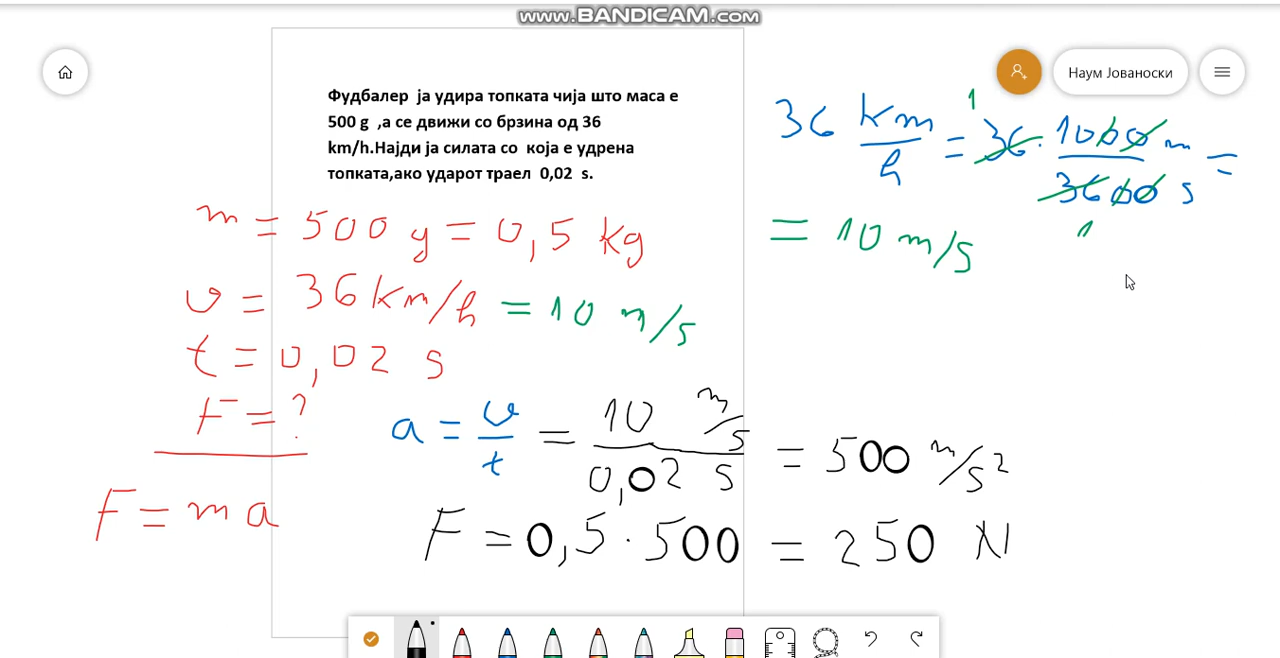 www.BANDICAM.com
Наум Јованоски
Фудбалер ја удира топката чија што маса е
500 g ,а се движи со брзина од 36
km/h.Најди ја силата со која е удрена
топката,ако ударот траел 0,02 s.
36 km/h = 36 · 1000 m / 3600 s =
1
1
= 10 m/s
m = 500 g = 0,5 kg
v = 36 km/h = 10 m/s
t = 0,02 s
F = ?
a = v/t = 10 m/s / 0,02 s = 500 m/s²
F = m a
F = 0,5 · 500 = 250 N